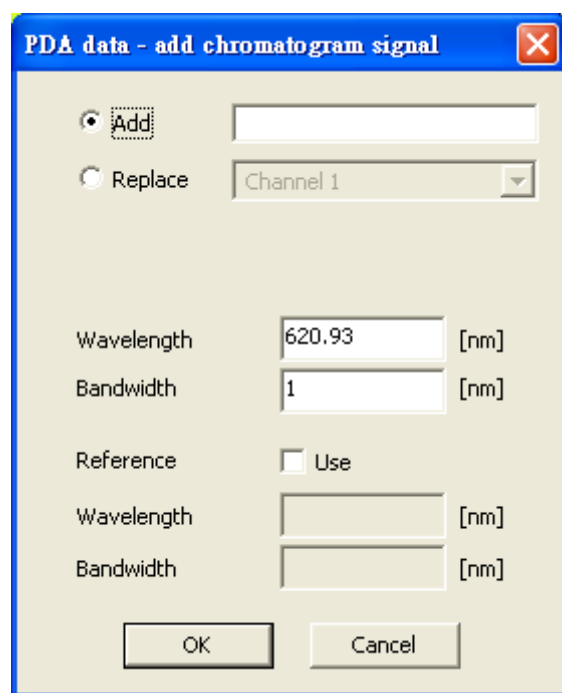 PDA data - add chromatogram signal
Add
Replace Channel 1
Wavelength 620.93 [nm]
Bandwidth 1 [nm]
Reference Use
Wavelength [nm]
Bandwidth [nm]
OK Cancel